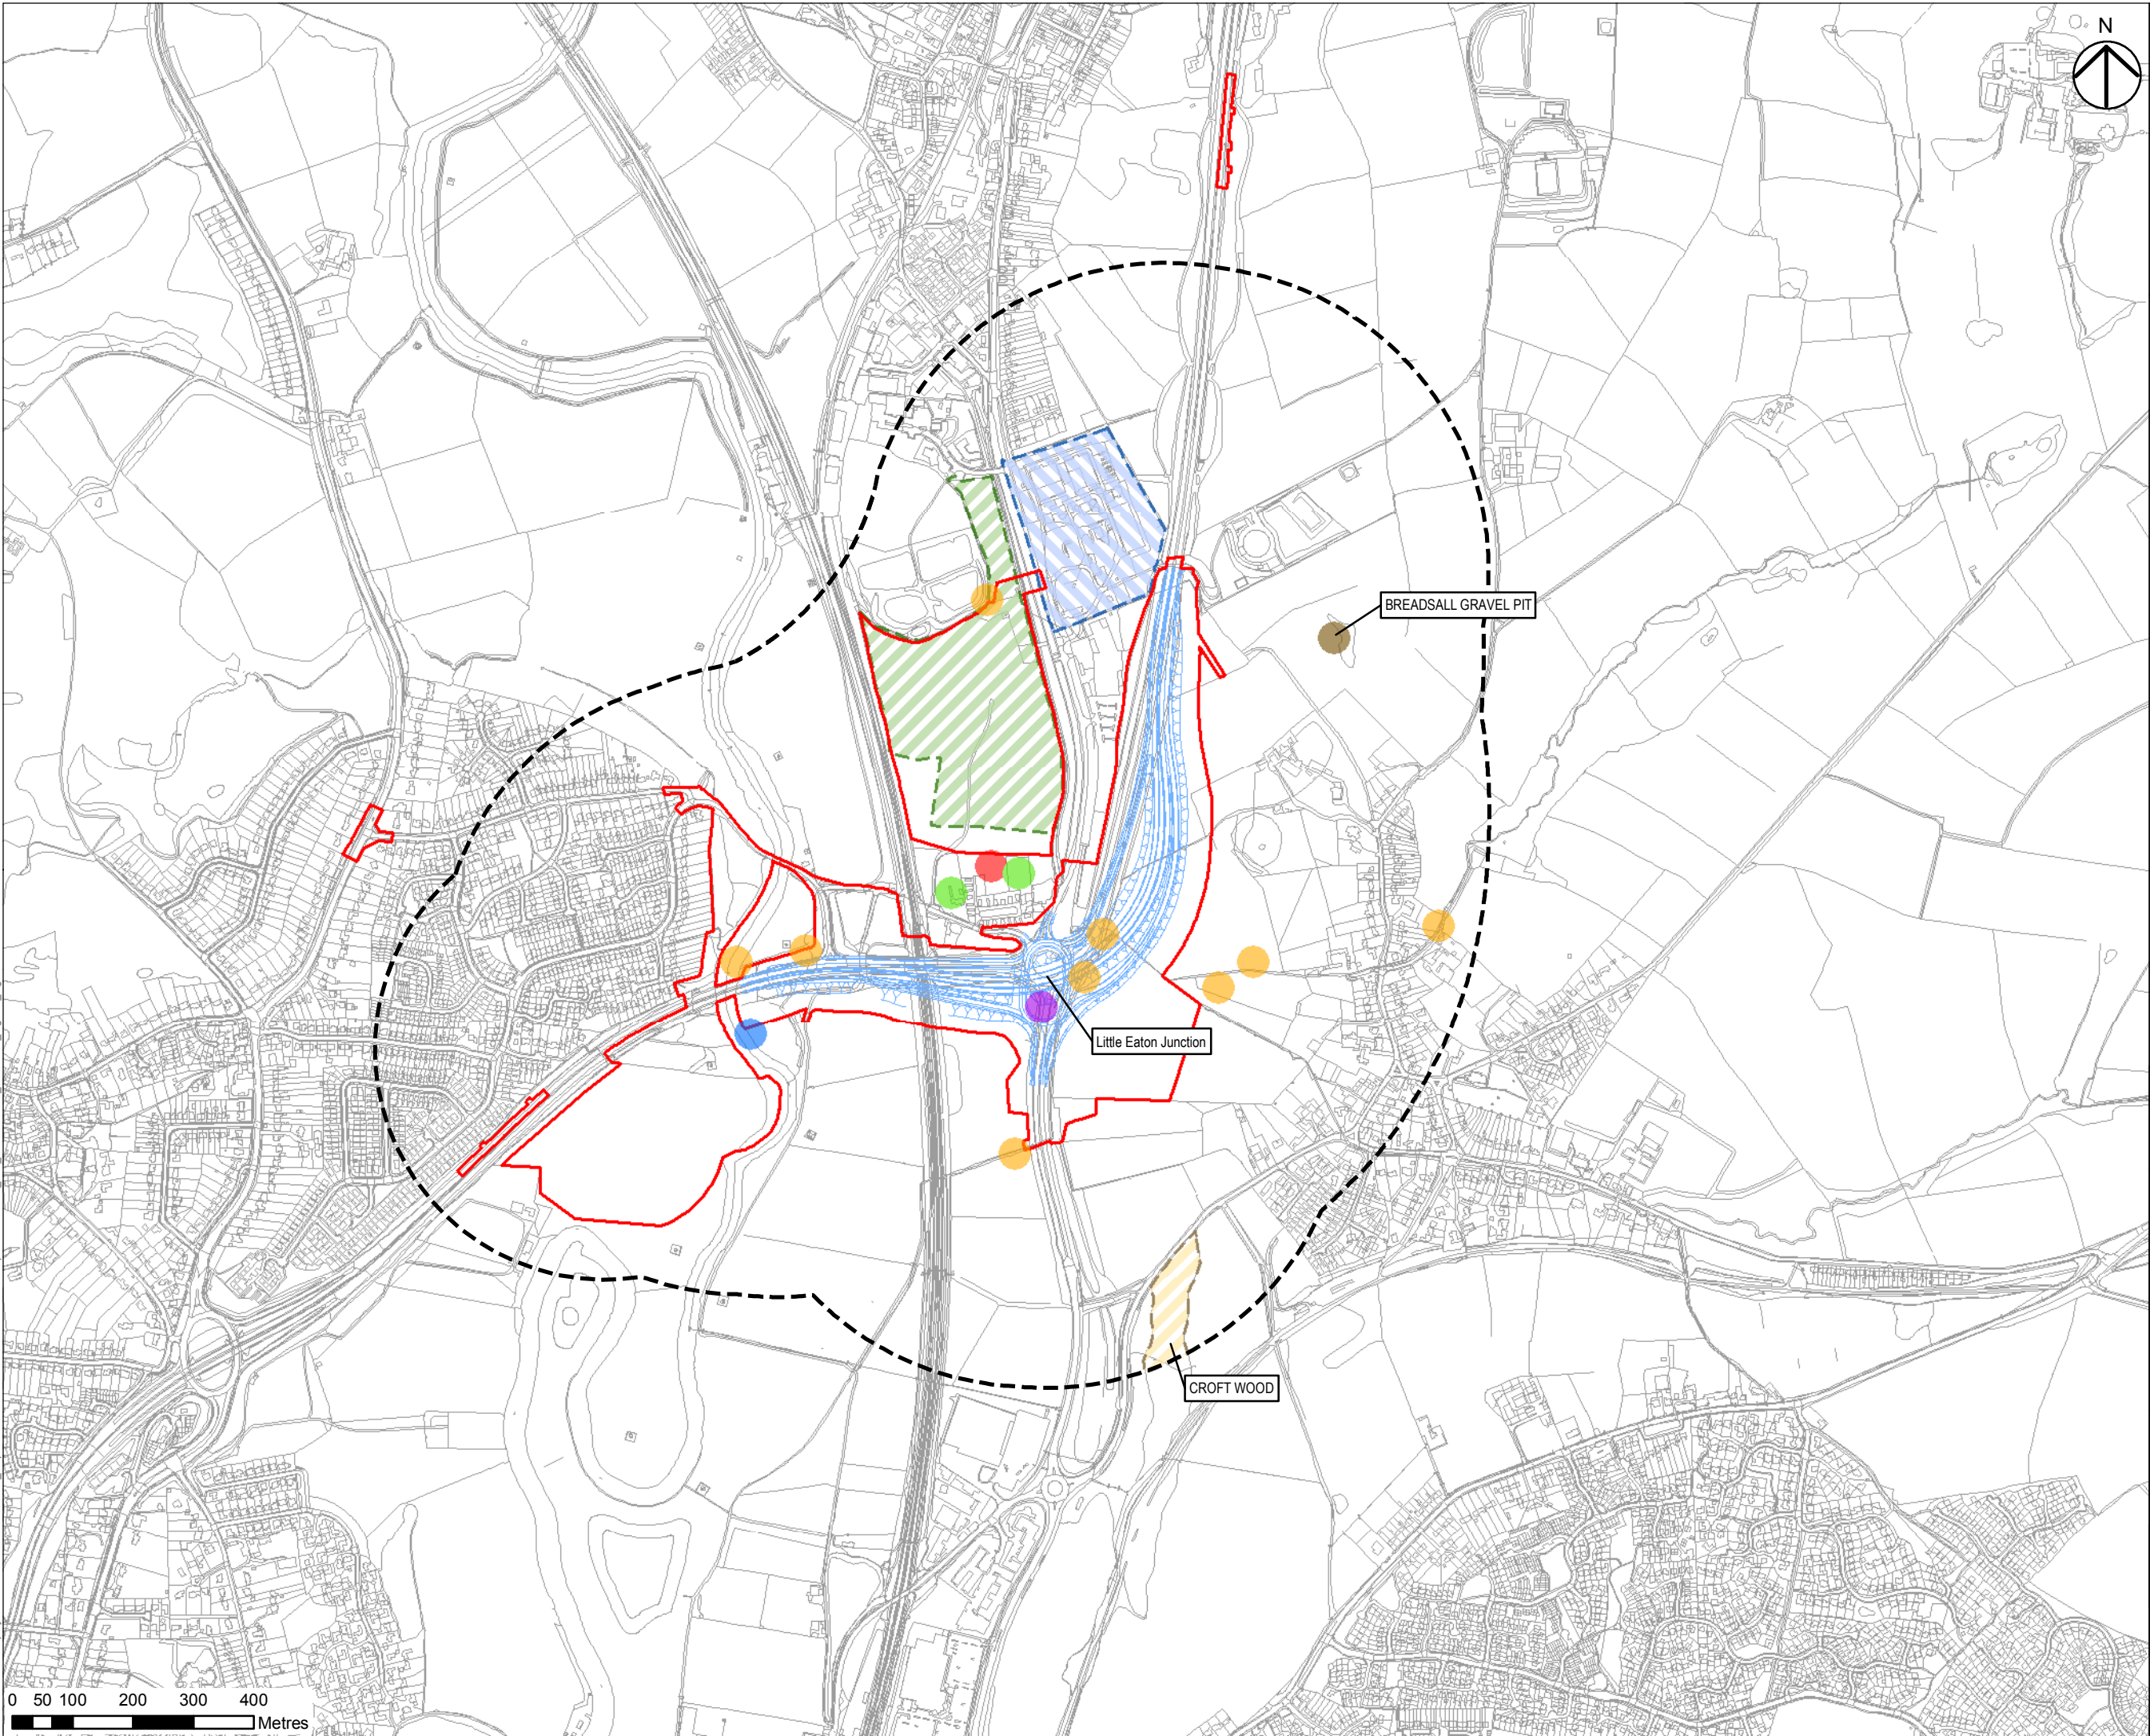 N
BREADSALL GRAVEL PIT
Little Eaton Junction
CROFT WOOD
0 50 100 200 300 400
Metres